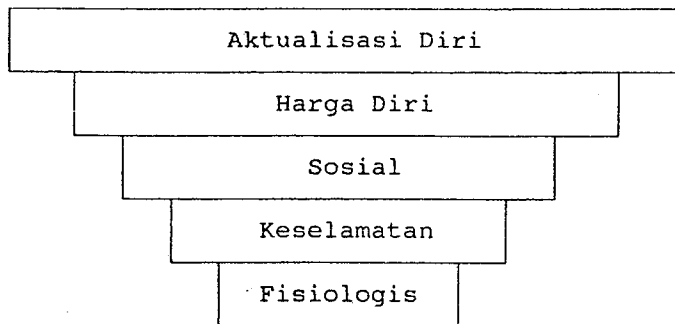 Aktualisasi Diri
Harga Diri
Sosial
Keselamatan
Fisiologis